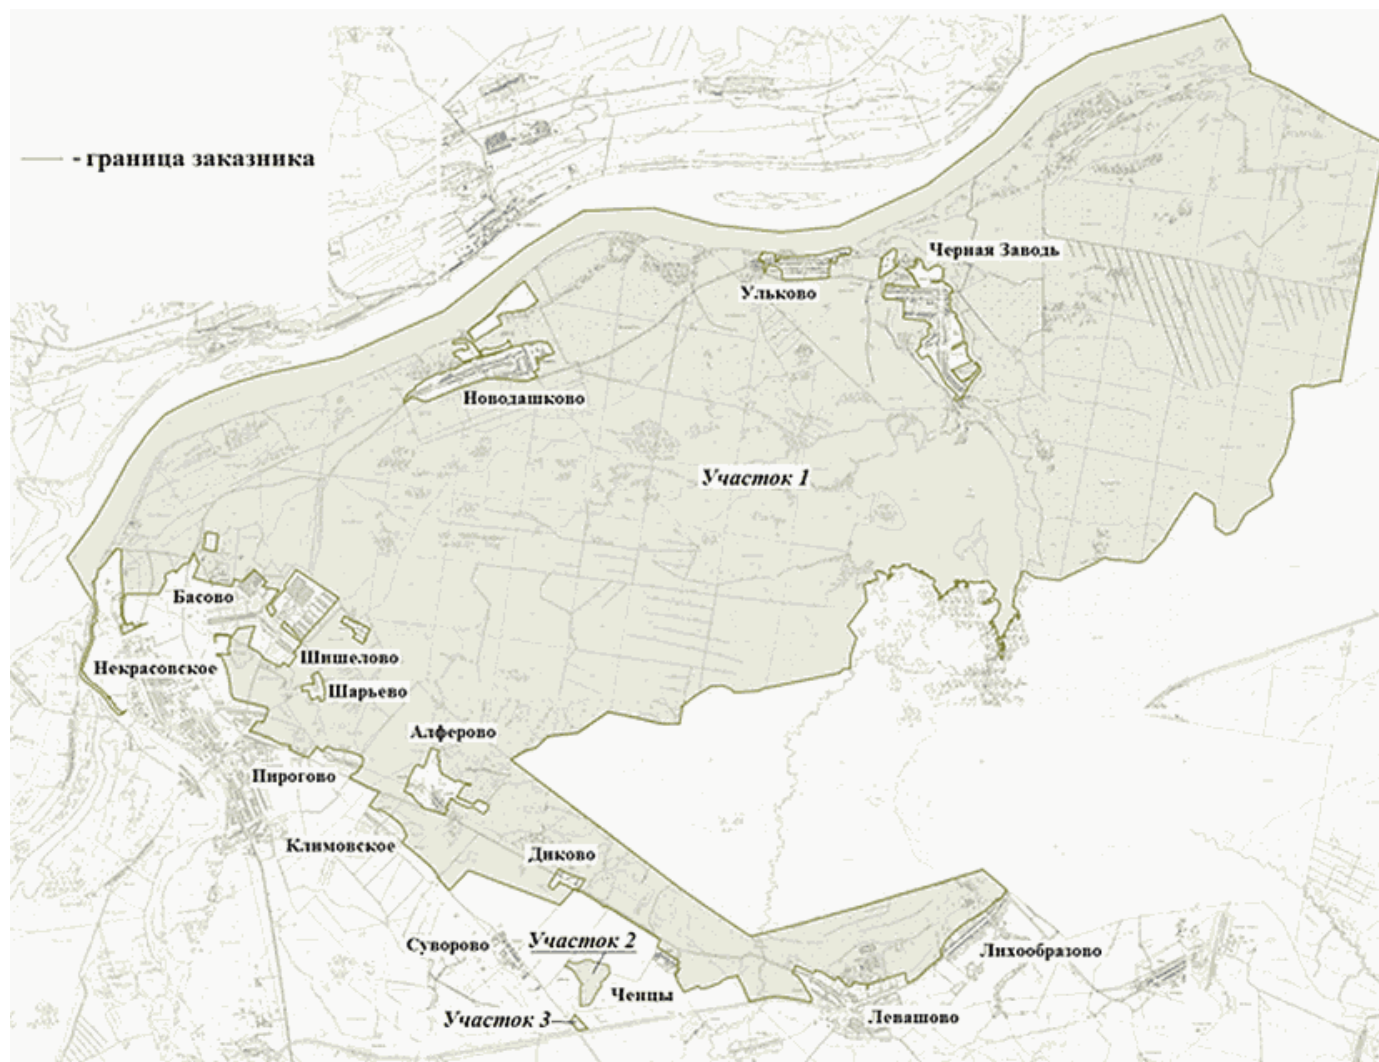 - граница заказника
Черная Заводь
Ульково
Новодашково
Участок 1
Басово
Шишелово
Некрасовское
Шарьево
Алферово
Пирогово
Климовское
Диково
Суворово
Участок 2
Лихообразово
Ченцы
Участок 3
Левашово